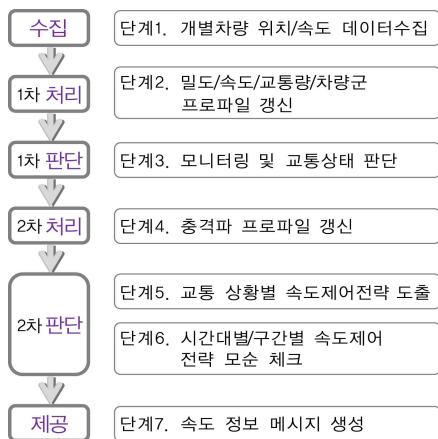 수집
단계1. 개별차량 위치/속도 데이터수집
1차 처리
단계2. 밀도/속도/교통량/차량군
프로파일 갱신
1차 판단
단계3. 모니터링 및 교통상태 판단
2차 처리
단계4. 충격파 프로파일 갱신
2차 판단
단계5. 교통 상황별 속도제어전략 도출
단계6. 시간대별/구간별 속도제어
전략 모순 체크
제공
단계7. 속도 정보 메시지 생성